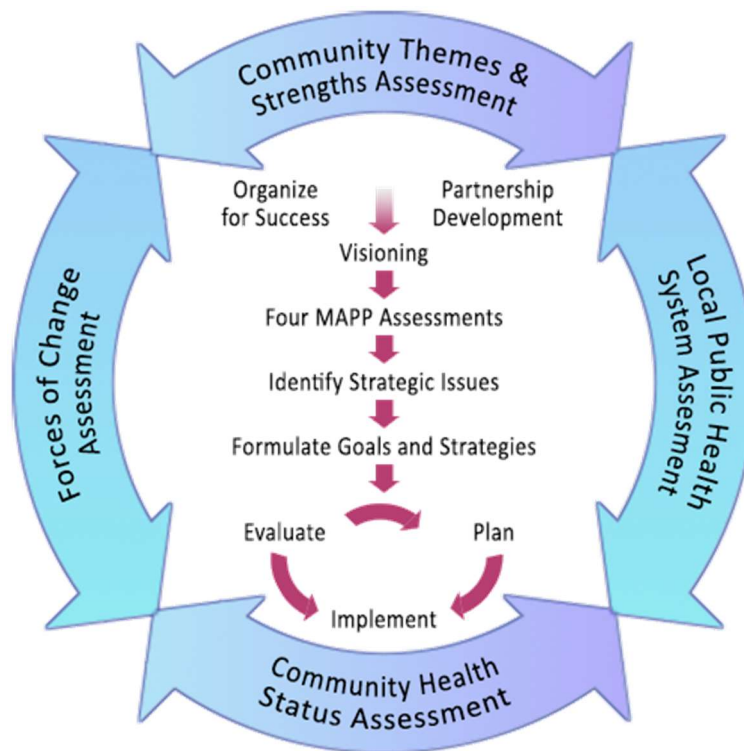 Community Themes &
Strengths Assessment
Organize
for Success
Partnership
Development
Visioning
Four MAPP Assessments
Identify Strategic Issues
Formulate Goals and Strategies
Evaluate
Plan
Implement
Forces of Change
Assessment
Local Public Health
System Assesment
Community Health
Status Assessment